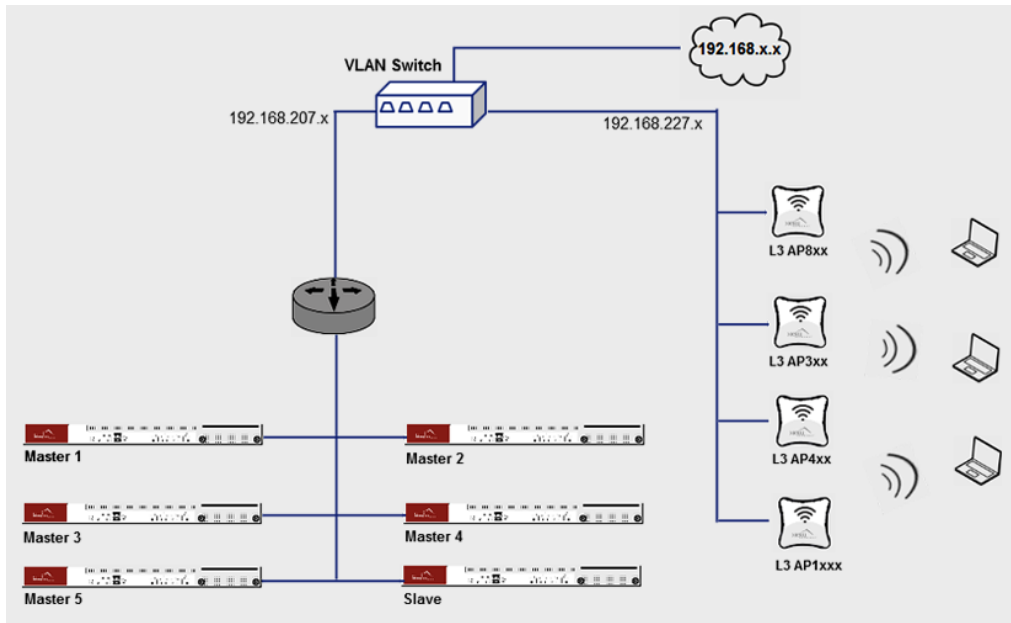 192.168.x.x
VLAN Switch
192.168.207.x
192.168.227.x
L3 AP8xx
L3 AP3xx
L3 AP4xx
L3 AP1xxx
Master 1
Master 2
Master 3
Master 4
Master 5
Slave